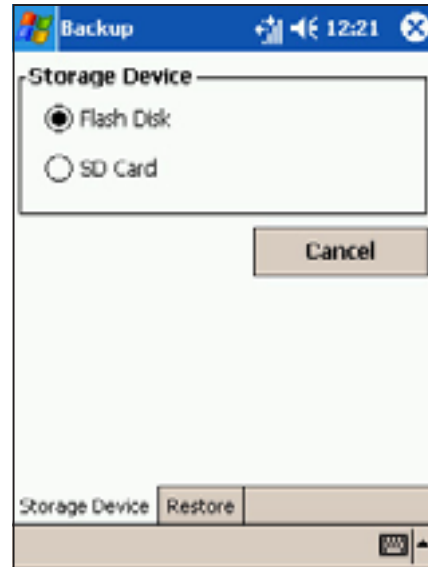 Backup 12:21
Storage Device
Flash Disk
SD Card
Cancel
Storage Device Restore